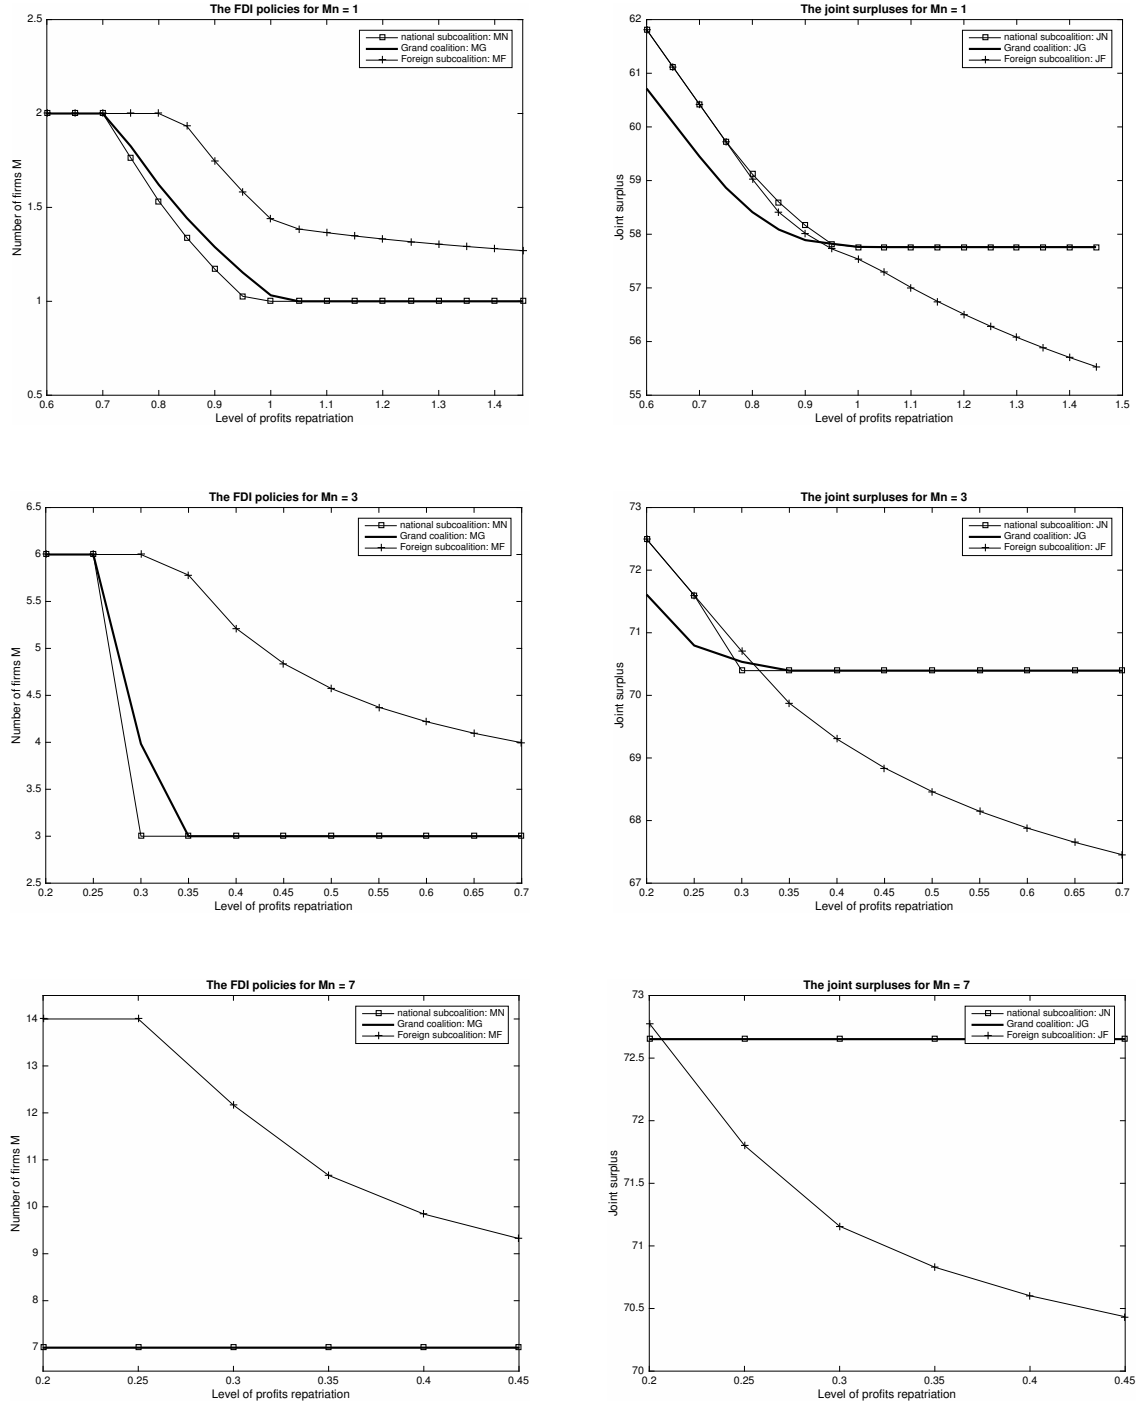 The FDI policies for Mn = 1
2.5
2
1.5
1
0.5
Number of firms M
national subcoalition: MN
Grand coalition: MG
Foreign subcoalition: MF
0.6 0.7 0.8 0.9 1 1.1 1.2 1.3 1.4
Level of profits repatriation
The joint surpluses for Mn = 1
62
61
60
59
58
57
56
55
Joint surplus
national subcoalition: JN
Grand coalition: JG
Foreign subcoalition: JF
0.6 0.7 0.8 0.9 1 1.1 1.2 1.3 1.4 1.5
Level of profits repatriation
The FDI policies for Mn = 3
6.5
6
5.5
5
4.5
4
3.5
3
2.5
Number of firms M
national subcoalition: MN
Grand coalition: MG
Foreign subcoalition: MF
0.2 0.25 0.3 0.35 0.4 0.45 0.5 0.55 0.6 0.65 0.7
Level of profits repatriation
The joint surpluses for Mn = 3
73
72
71
70
69
68
67
Joint surplus
national subcoalition: JN
Grand coalition: JG
Foreign subcoalition: JF
0.2 0.25 0.3 0.35 0.4 0.45 0.5 0.55 0.6 0.65 0.7
Level of profits repatriation
The FDI policies for Mn = 7
14
13
12
11
10
9
8
7
Number of firms M
national subcoalition: MN
Grand coalition: MG
Foreign subcoalition: MF
0.2 0.25 0.3 0.35 0.4 0.45
Level of profits repatriation
The joint surpluses for Mn = 7
73
72.5
72
71.5
71
70.5
70
Joint surplus
national subcoalition: JN
Grand coalition: JG
Foreign subcoalition: JF
0.2 0.25 0.3 0.35 0.4 0.45
Level of profits repatriation